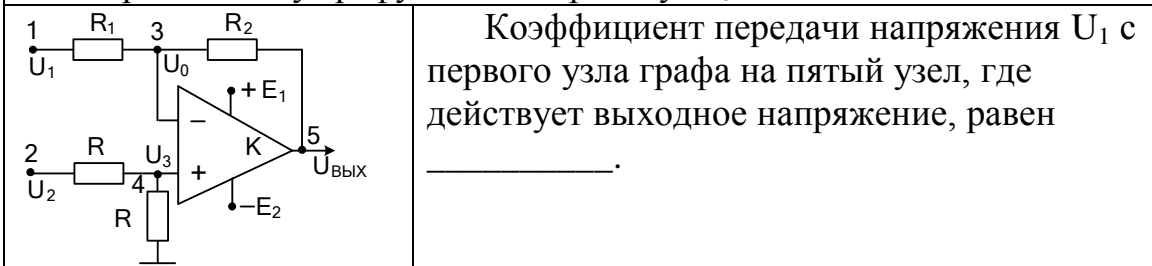 1 R₁ 3 R₂
U₁ U₀
+ E₁
−
2 R U₃ K 5
U₂ 4 + Uвых
R −E₂
Коэффициент передачи напряжения U₁ с
первого узла графа на пятый узел, где
действует выходное напряжение, равен
____________.